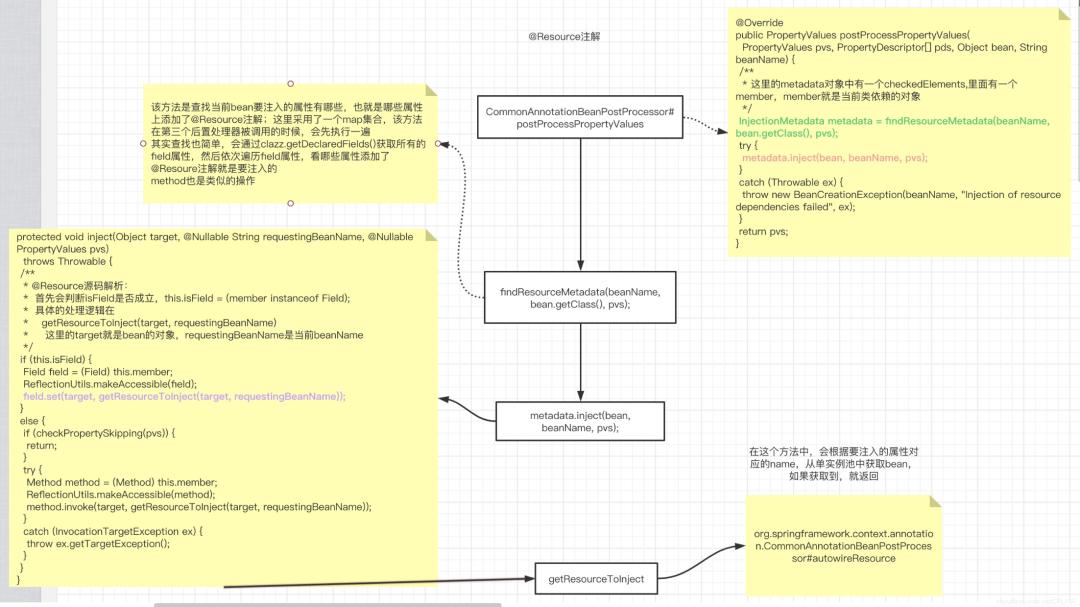 @Resource注解
@Override
public PropertyValues postProcessPropertyValues(
PropertyValues pvs, PropertyDescriptor[] pds, Object bean, String
beanName) {
/**
* 这里的metadata对象中有一个checkedElements,里面有一个
member，member就是当前类依赖的对象
*/
InjectionMetadata metadata = findResourceMetadata(beanName,
bean.getClass(), pvs);
try {
metadata.inject(bean, beanName, pvs);
}
catch (Throwable ex) {
throw new BeanCreationException(beanName, "Injection of resource
dependencies failed", ex);
}
return pvs;
}
CommonAnnotationBeanPostProcessor#
postProcessPropertyValues
该方法是查找当前bean要注入的属性有哪些，也就是哪些属性
上添加了@Resource注解；这里采用了一个map集合，该方法
在第三个后置处理器被调用的时候，会先执行一遍
其实查找也简单，会通过clazz.getDeclaredFields()获取所有的
field属性，然后依次遍历field属性，看哪些属性添加了
@Resoure注解就是要注入的
method也是类似的操作
findResourceMetadata(beanName,
bean.getClass(), pvs);
protected void inject(Object target, @Nullable String requestingBeanName, @Nullable
PropertyValues pvs)
throws Throwable {
/**
* @Resource源码解析：
* 首先会判断isField是否成立，this.isField = (member instanceof Field);
* 具体的处理逻辑在
* getResourceToInject(target, requestingBeanName)
* 这里的target就是bean的对象，requestingBeanName是当前beanName
*/
if (this.isField) {
Field field = (Field) this.member;
ReflectionUtils.makeAccessible(field);
field.set(target, getResourceToInject(target, requestingBeanName));
}
else {
if (checkPropertySkipping(pvs)) {
return;
}
try {
Method method = (Method) this.member;
ReflectionUtils.makeAccessible(method);
method.invoke(target, getResourceToInject(target, requestingBeanName));
}
catch (InvocationTargetException ex) {
throw ex.getTargetException();
}
}
}
metadata.inject(bean,
beanName, pvs);
在这个方法中，会根据要注入的属性对
应的name，从单实例池中获取bean，
如果获取到，就返回
org.springframework.context.annotatio
n.CommonAnnotationBeanPostProces
sor#autowireResource
getResourceToInject